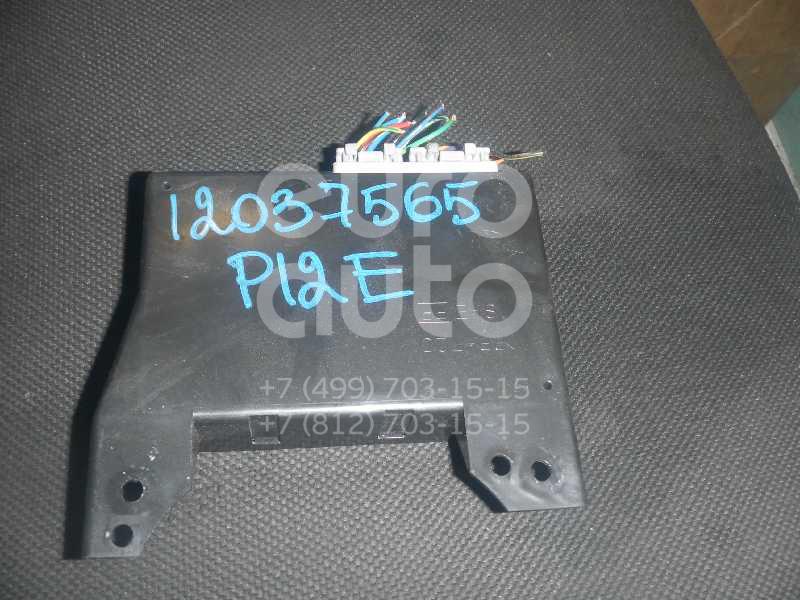 12037565
euro
P12E
auto
+7 (499) 703-15-15
+7 (812) 703-15-15